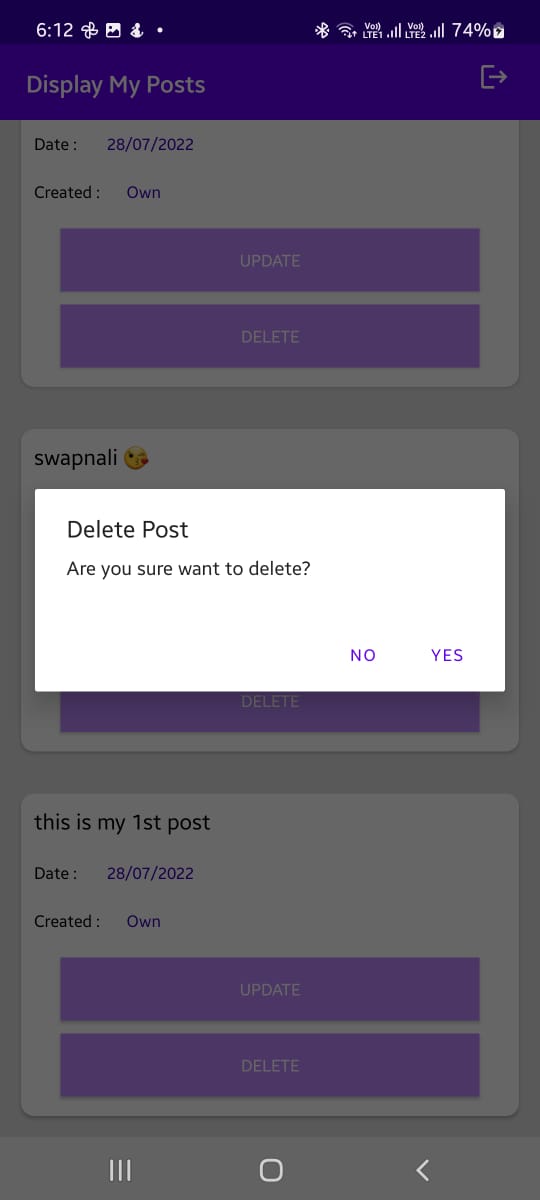 6:12 Vo)) LTE1 Vo)) LTE2 74%
Display My Posts
Date : 28/07/2022
Created : Own
UPDATE
DELETE
swapnali 😘
Delete Post
Are you sure want to delete?
NO YES
DELETE
this is my 1st post
Date : 28/07/2022
Created : Own
UPDATE
DELETE